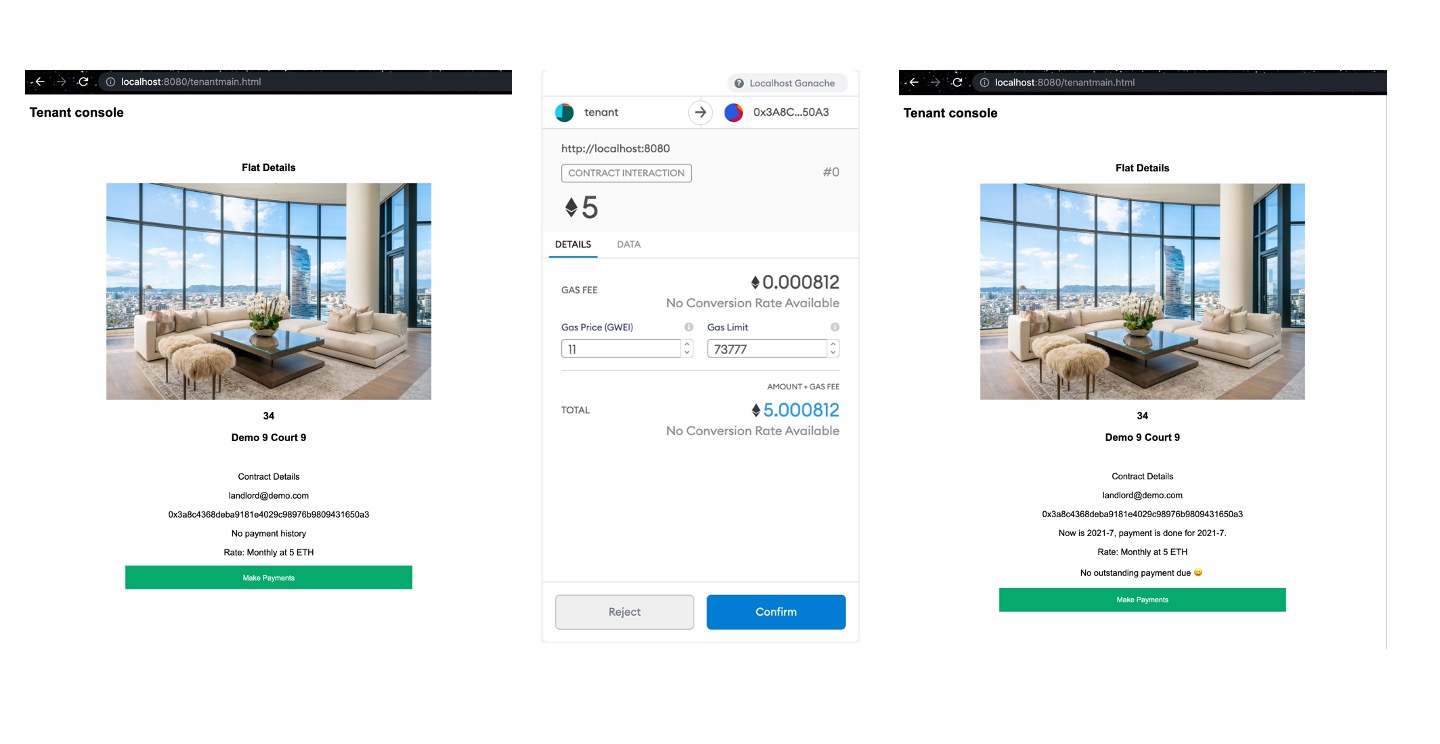 localhost:8080/tenantmain.html
Tenant console
Flat Details
34
Demo 9 Court 9
Contract Details
landlord@demo.com
0x3a8c4368deba9181e4029c98976b9809431650a3
No payment history
Rate: Monthly at 5 ETH
Make Payments
Localhost Ganache
tenant
0x3A8C...50A3
http://localhost:8080
CONTRACT INTERACTION
#0
5
DETAILS
DATA
GAS FEE
0.000812
No Conversion Rate Available
Gas Price (GWEI)
Gas Limit
11
73777
AMOUNT + GAS FEE
TOTAL
5.000812
No Conversion Rate Available
Reject
Confirm
localhost:8080/tenantmain.html
Tenant console
Flat Details
34
Demo 9 Court 9
Contract Details
landlord@demo.com
0x3a8c4368deba9181e4029c98976b9809431650a3
Now is 2021-7, payment is done for 2021-7.
Rate: Monthly at 5 ETH
No outstanding payment due 😄
Make Payments